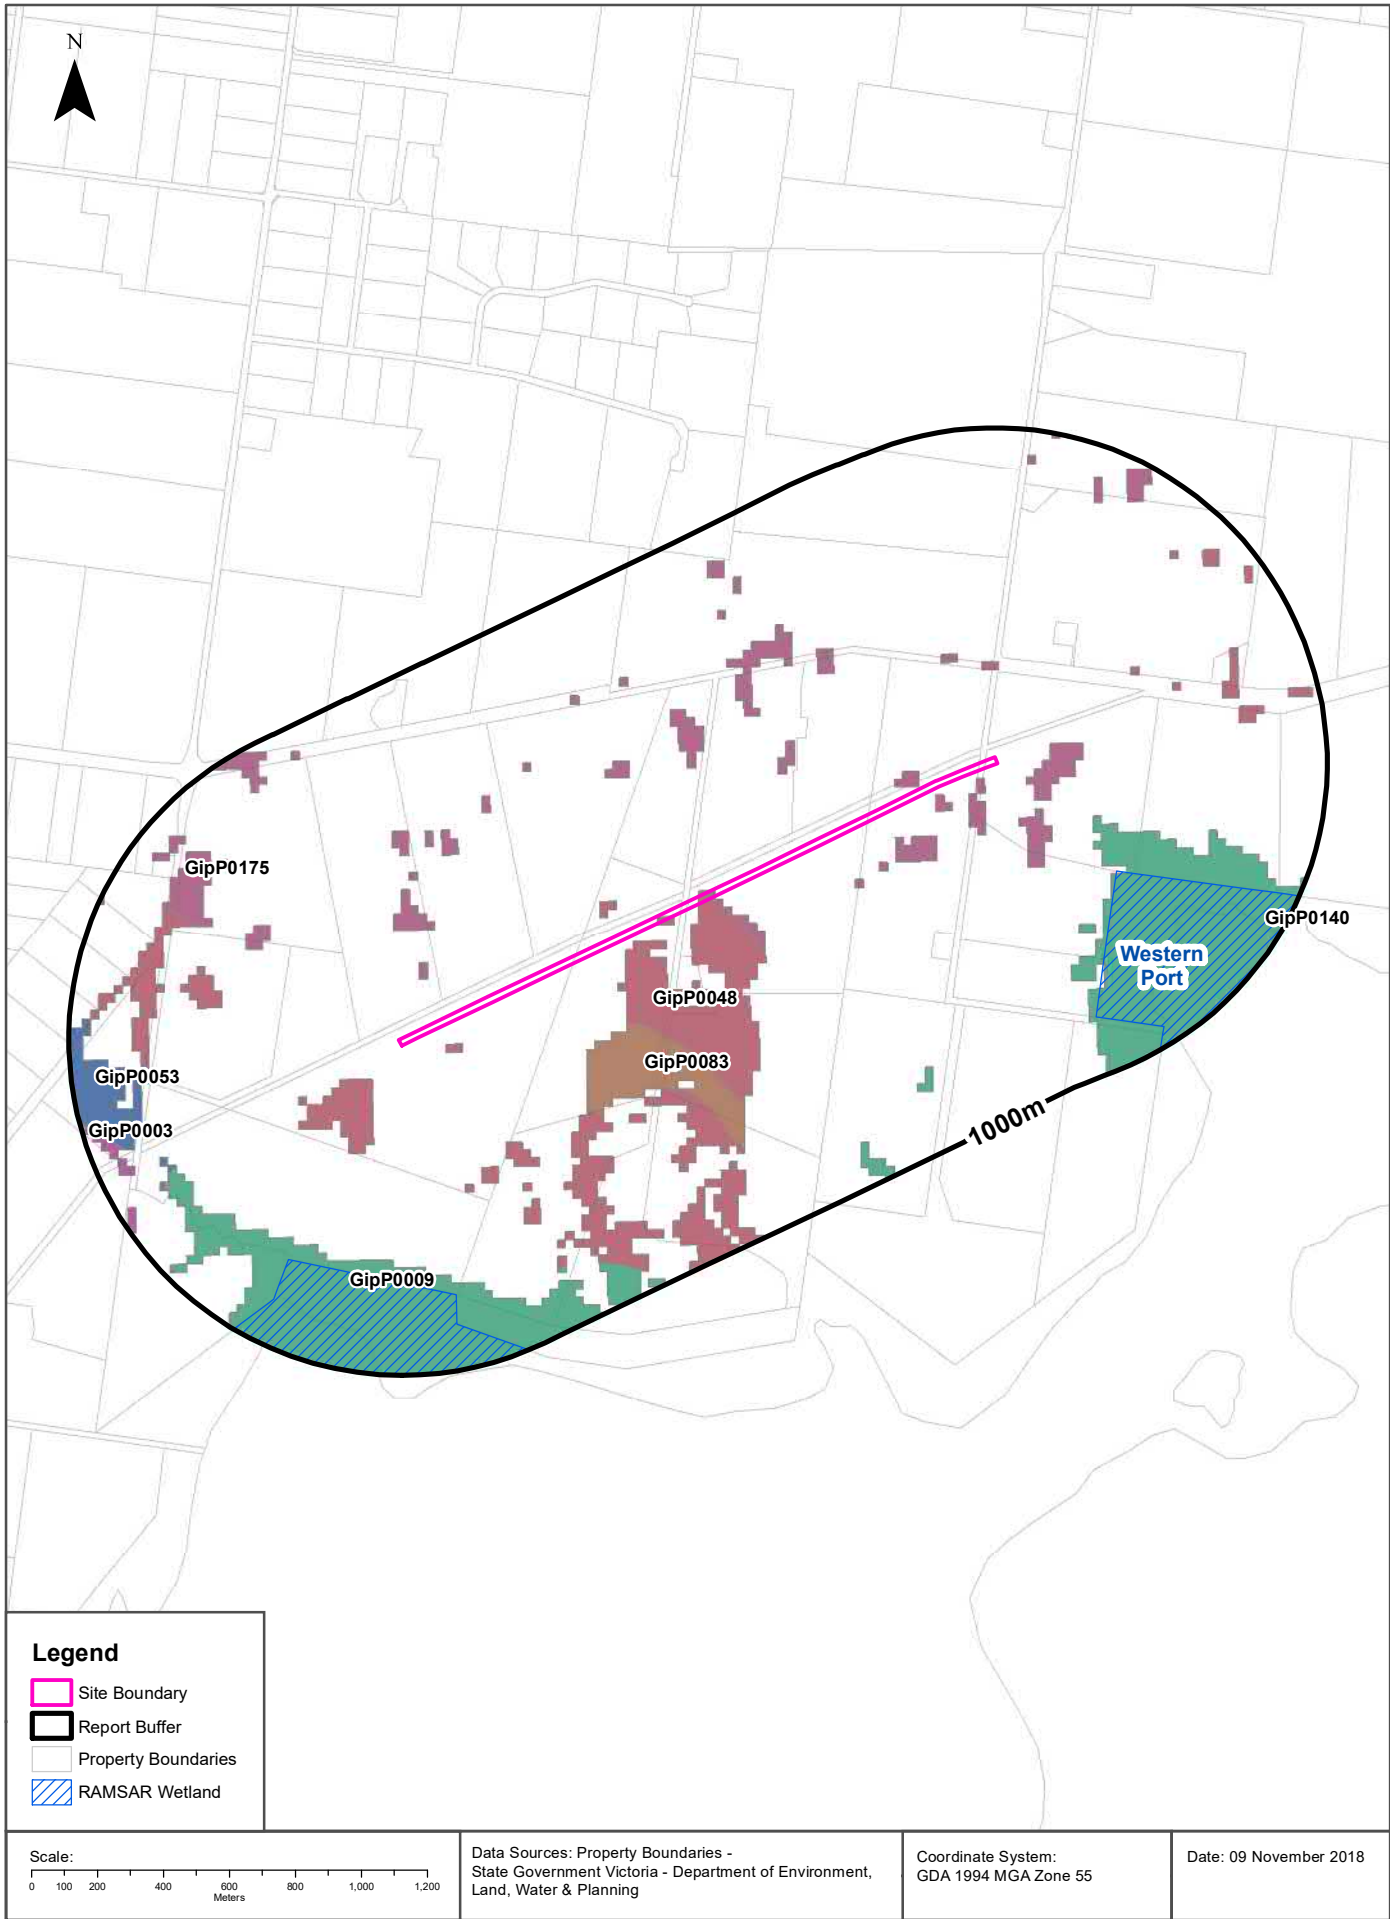 N
GipP0175
GipP0140
Western
Port
GipP0048
GipP0083
GipP0053
GipP0003
1000m
GipP0009
Legend
Site Boundary
Report Buffer
Property Boundaries
RAMSAR Wetland
Scale:
0 100 200 400 600 800 1,000 1,200
Meters
Data Sources: Property Boundaries -
State Government Victoria - Department of Environment,
Land, Water & Planning
Coordinate System:
GDA 1994 MGA Zone 55
Date: 09 November 2018